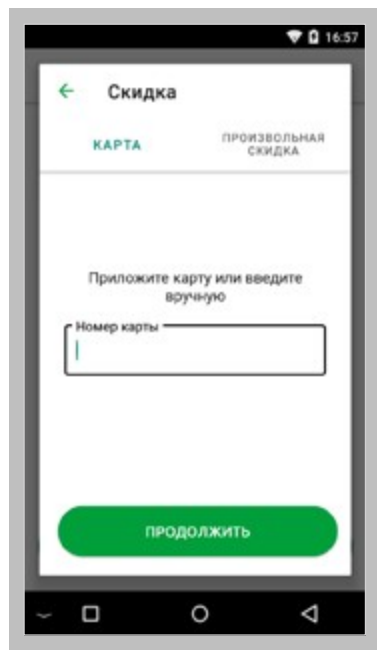 16:57
Скидка
КАРТА
ПРОИЗВОЛЬНАЯ
СКИДКА
Приложите карту или введите
вручную
Номер карты
ПРОДОЛЖИТЬ